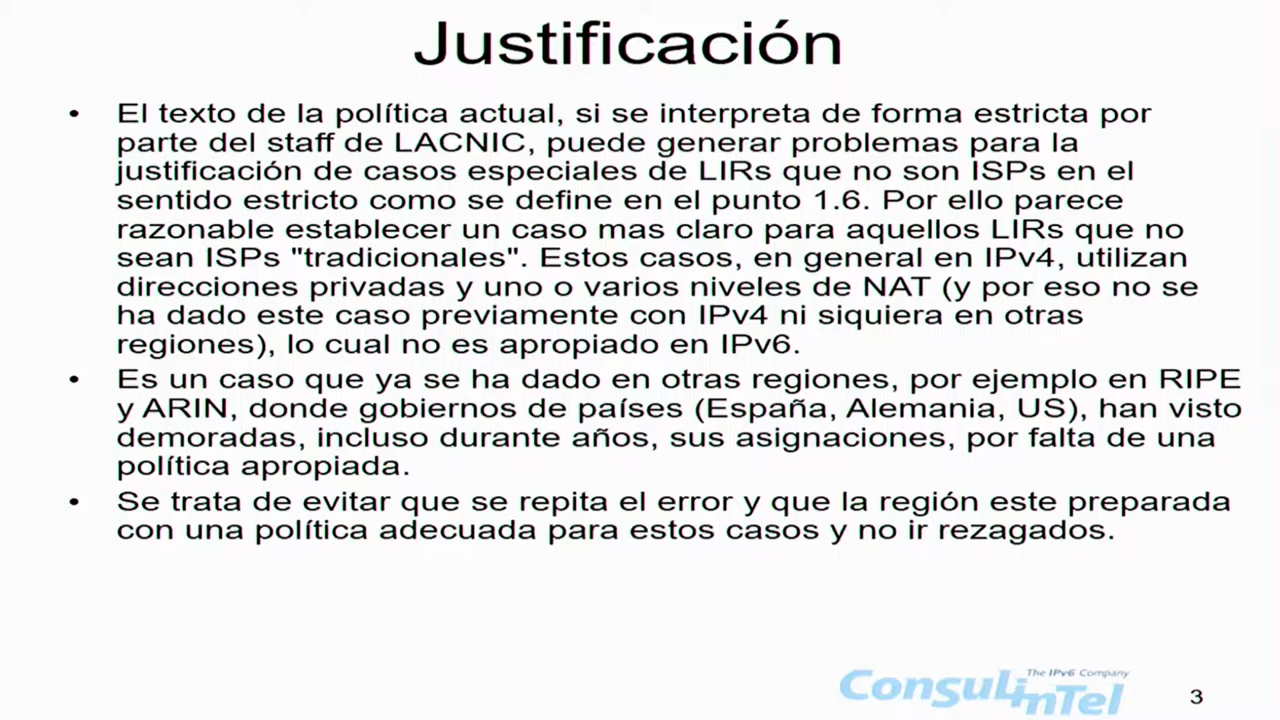 Justificación
• El texto de la política actual, si se interpreta de forma estricta por
parte del staff de LACNIC, puede generar problemas para la
justificación de casos especiales de LIRs que no son ISPs en el
sentido estricto como se define en el punto 1.6. Por ello parece
razonable establecer un caso mas claro para aquellos LIRs que no
sean ISPs "tradicionales". Estos casos, en general en IPv4, utilizan
direcciones privadas y uno o varios niveles de NAT (y por eso no se
ha dado este caso previamente con IPv4 ni siquiera en otras
regiones), lo cual no es apropiado en IPv6.
• Es un caso que ya se ha dado en otras regiones, por ejemplo en RIPE
y ARIN, donde gobiernos de países (España, Alemania, US), han visto
demoradas, incluso durante años, sus asignaciones, por falta de una
política apropiada.
• Se trata de evitar que se repita el error y que la región este preparada
con una política adecuada para estos casos y no ir rezagados.
The IPv6 Company
ConsulinTel
3